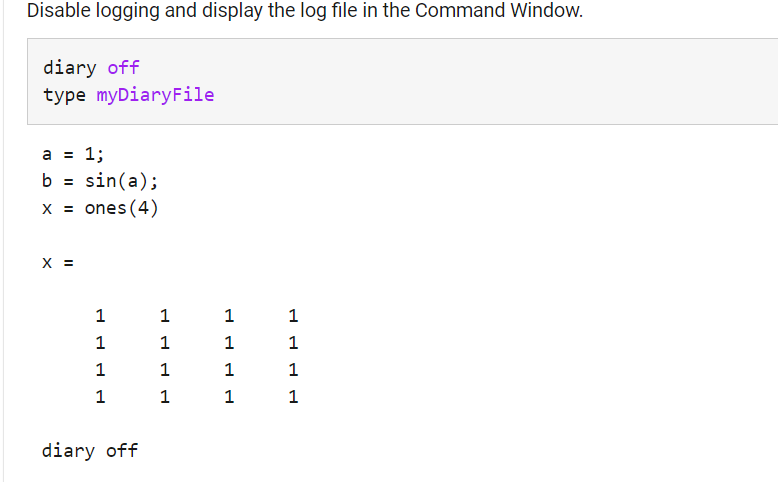 Disable logging and display the log file in the Command Window.
diary off
type myDiaryFile
a = 1;
b = sin(a);
x = ones(4)
x =
1 1 1 1
1 1 1 1
1 1 1 1
1 1 1 1
diary off